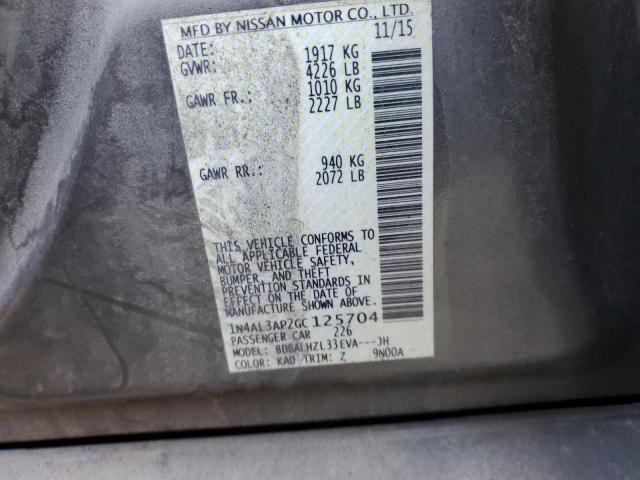 MFD BY NISSAN MOTOR CO., LTD.
DATE: 11/15
GVWR: 1917 KG
4226 LB
GAWR FR.: 1010 KG
2227 LB
GAWR RR.: 940 KG
2072 LB
THIS VEHICLE CONFORMS TO
ALL APPLICABLE FEDERAL
MOTOR VEHICLE SAFETY,
BUMPER, AND THEFT
PREVENTION STANDARDS
IN EFFECT ON THE DATE OF
MANUFACTURE SHOWN ABOVE.
1N4AL3AP2GC125704
PASSENGER CAR 226
MODEL: BDBALHZL33EVA---JH
COLOR: KAD TRIM: Z 9N00A